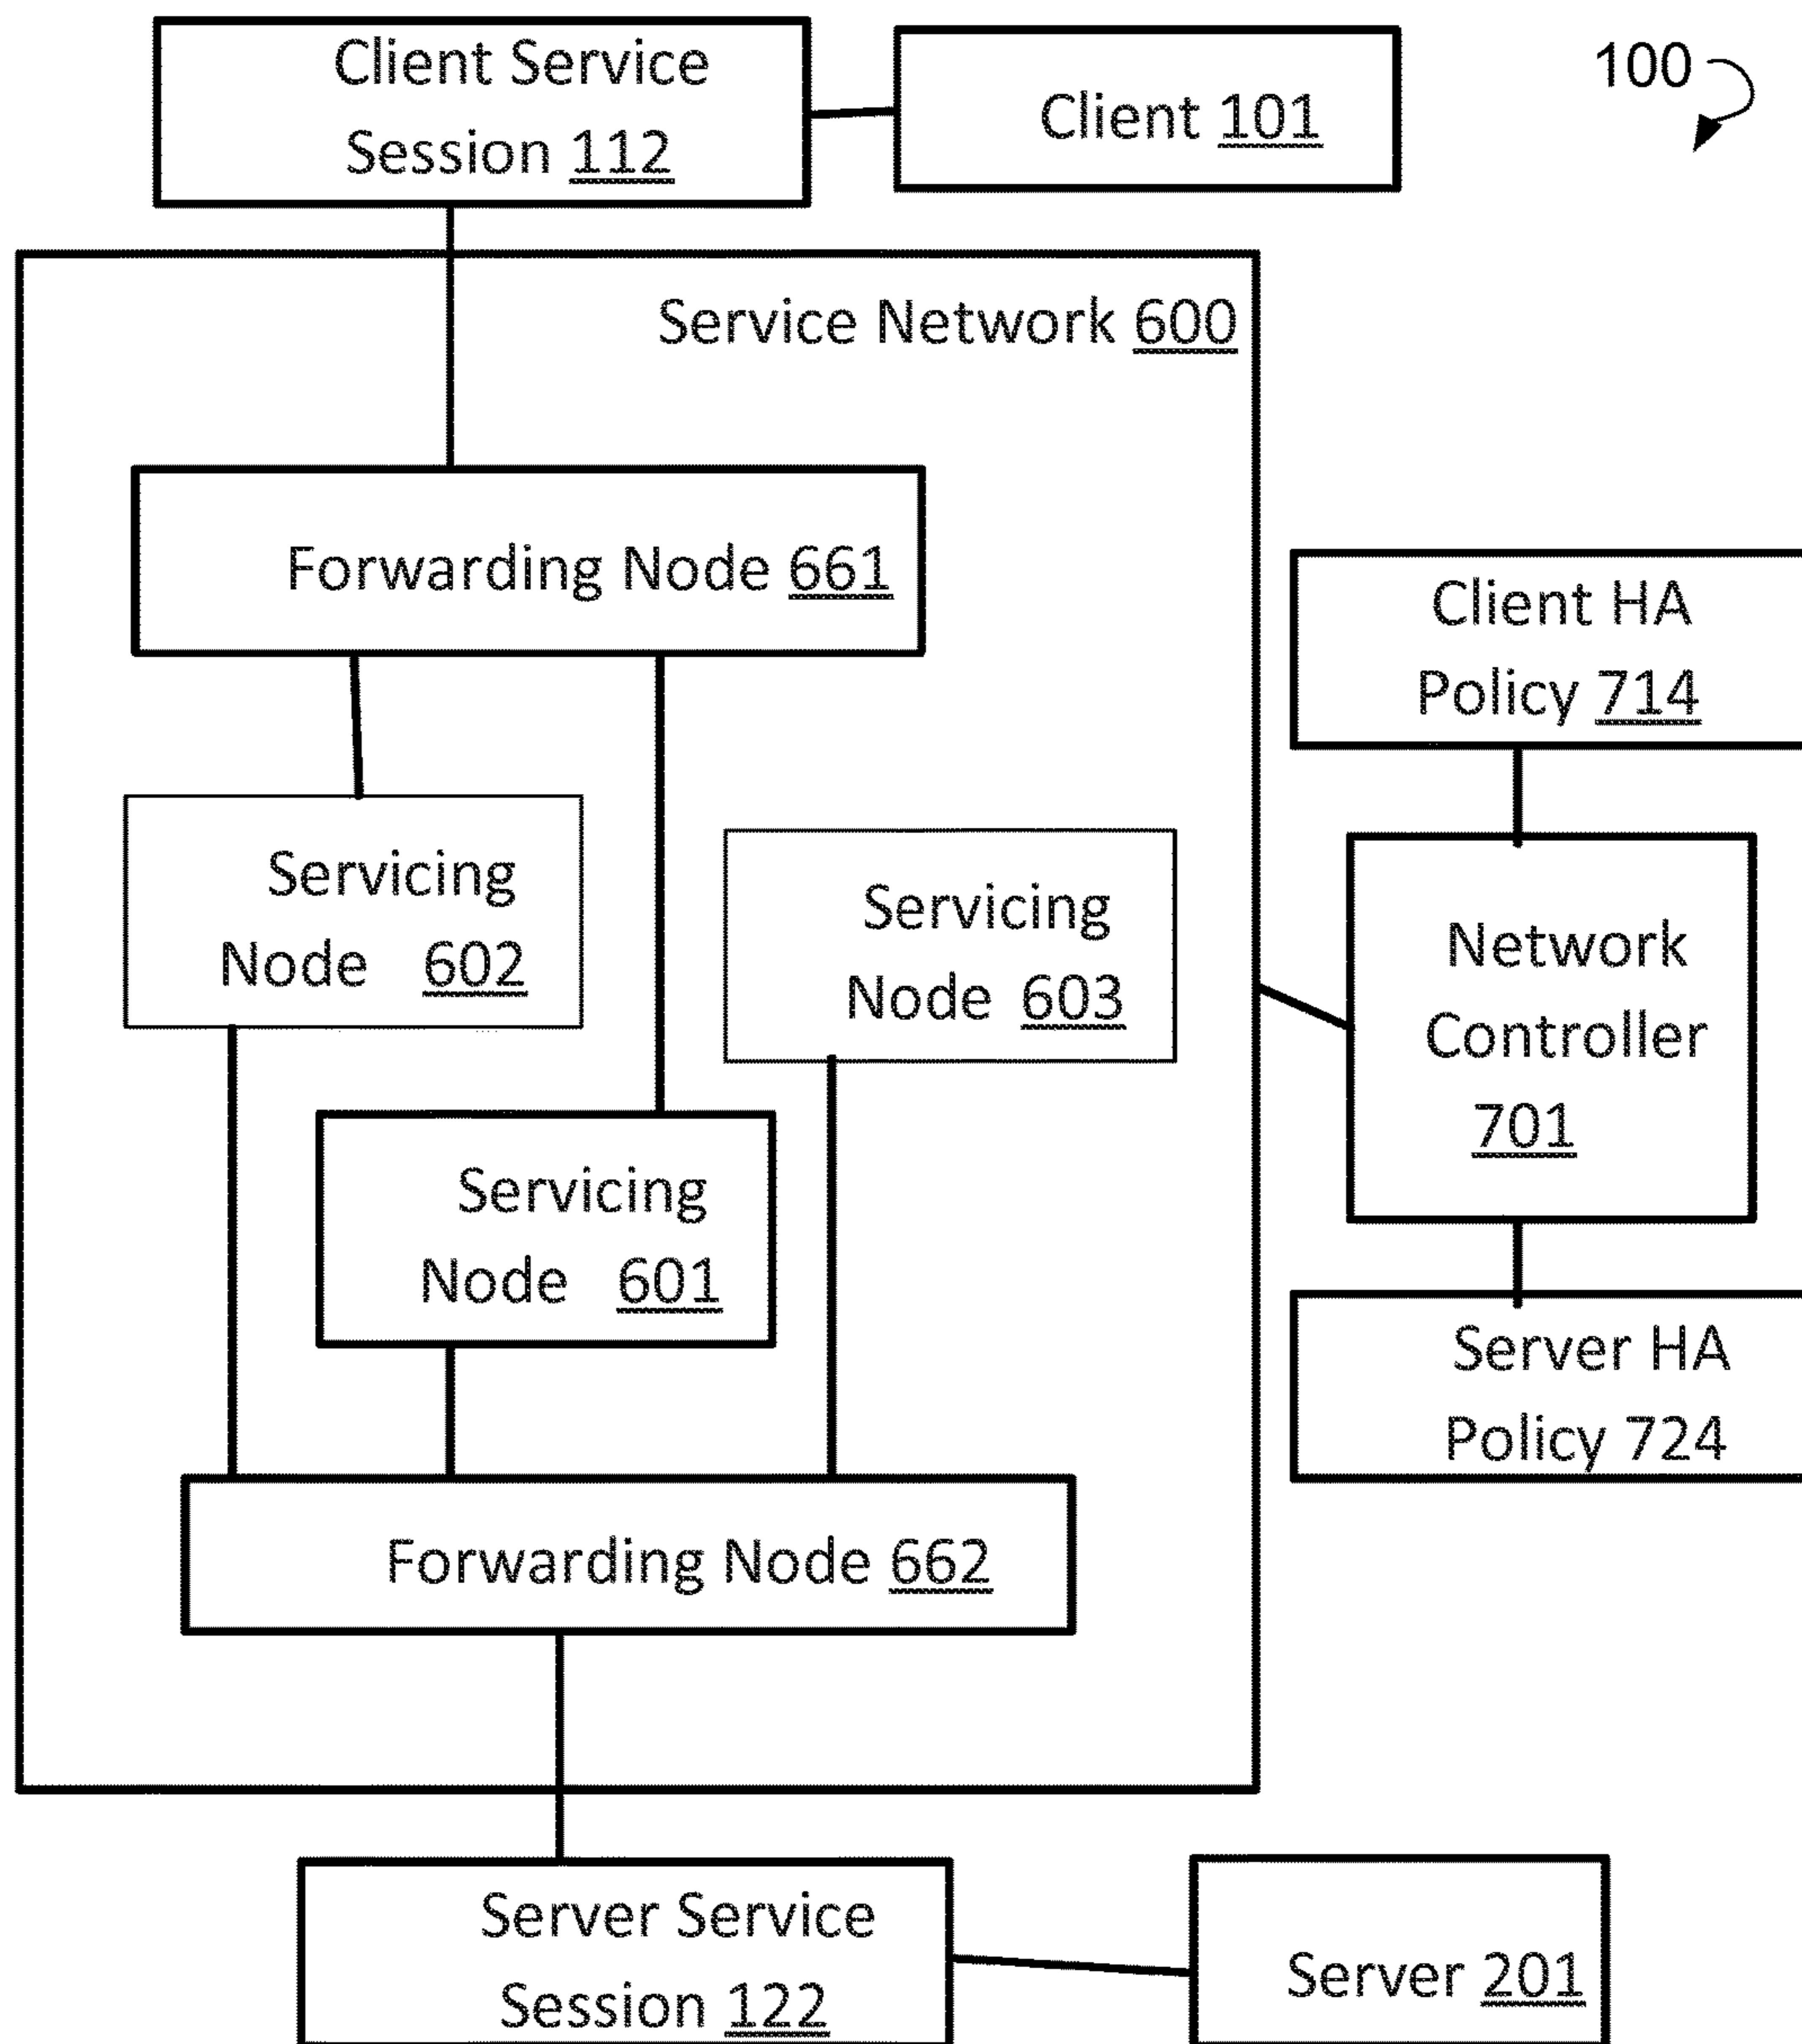 Client Service
Session 112
Client 101
100
Service Network 600
Forwarding Node 661
Client HA
Policy 714
Servicing
Node 602
Servicing
Node 603
Network
Controller
701
Servicing
Node 601
Server HA
Policy 724
Forwarding Node 662
Server Service
Session 122
Server 201